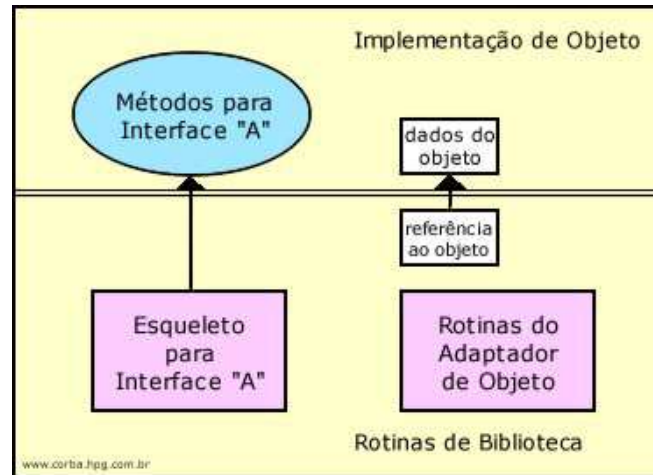 Implementação de Objeto
Métodos para
Interface "A"
dados do
objeto
referência
ao objeto
Esqueleto
para
Interface "A"
Rotinas do
Adaptador
de Objeto
Rotinas de Biblioteca
www.corba.hpg.com.br